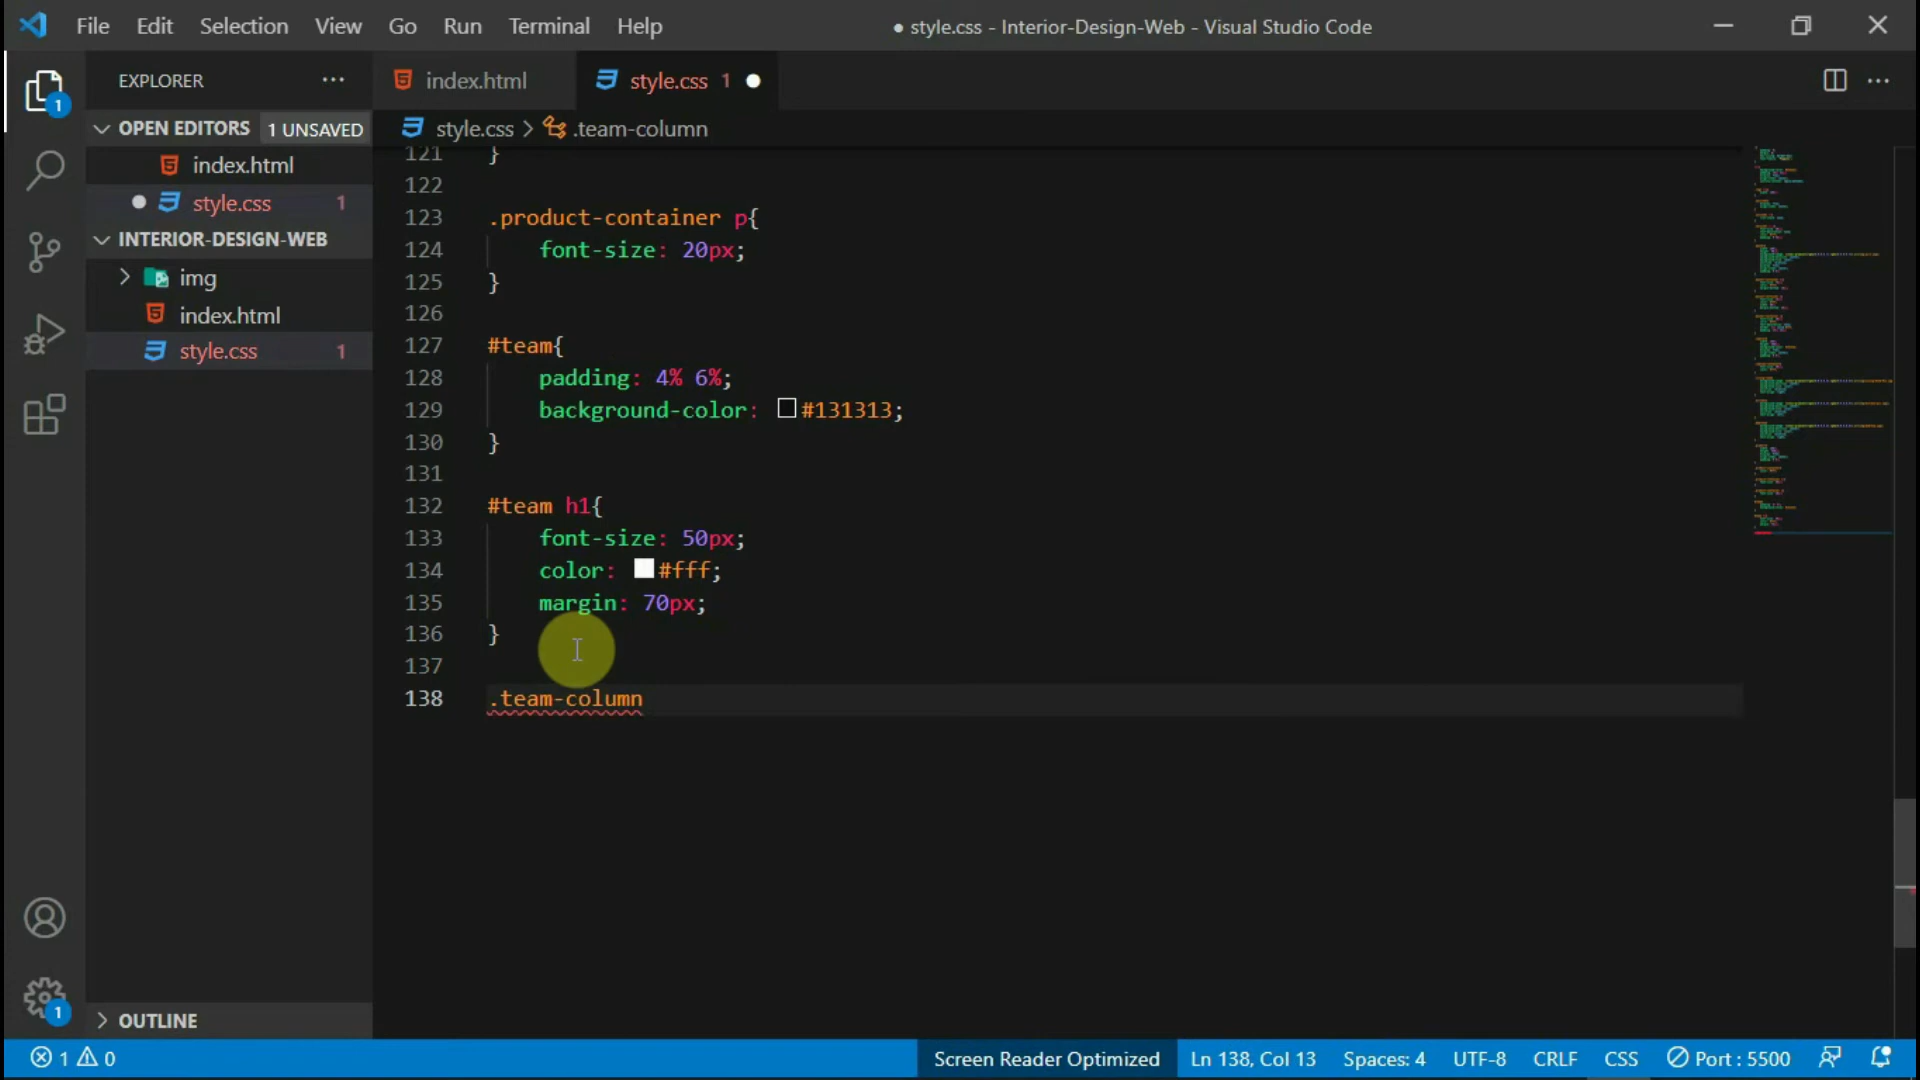 File Edit Selection View Go Run Terminal Help ● style.css - Interior-Design-Web - Visual Studio Code
EXPLORER ···
index.html
style.css 1
OPEN EDITORS 1 UNSAVED
index.html
style.css 1
INTERIOR-DESIGN-WEB
img
index.html
style.css 1
OUTLINE
style.css > .team-column
121 }
122
123 .product-container p{
124 font-size: 20px;
125 }
126
127 #team{
128 padding: 4% 6%;
129 background-color: #131313;
130 }
131
132 #team h1{
133 font-size: 50px;
134 color: #fff;
135 margin: 70px;
136 }
137
138 .team-column
1
1
1 0 Screen Reader Optimized Ln 138, Col 13 Spaces: 4 UTF-8 CRLF CSS Port : 5500